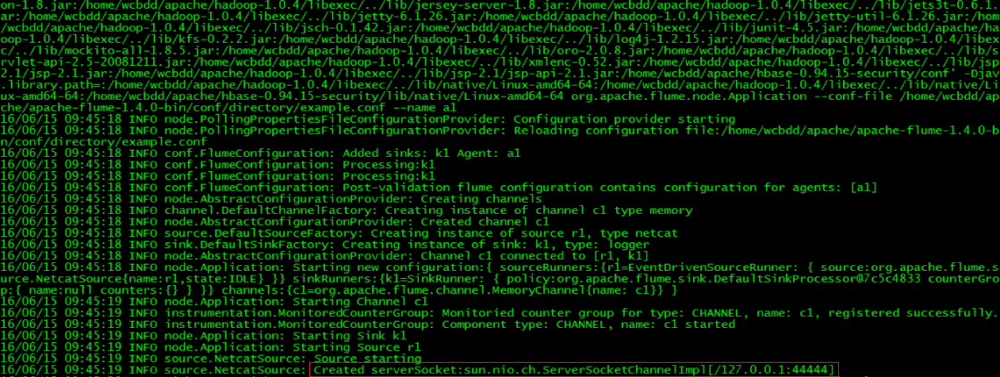 on-1.8.jar:/home/wcbdd/apache/hadoop-1.0.4/libexec/../lib/jersey-server-1.8.jar:/home/wcbdd/apache/hadoop-1.0.4/libexec/../lib/jets3t-0.6.1.
ar:/home/wcbdd/apache/hadoop-1.0.4/libexec/../lib/jetty-6.1.26.jar:/home/wcbdd/apache/hadoop-1.0.4/libexec/../lib/jetty-util-6.1.26.jar:/hom
/wcbdd/apache/hadoop-1.0.4/libexec/../lib/jsch-0.1.42.jar:/home/wcbdd/apache/hadoop-1.0.4/libexec/../lib/junit-4.5.jar:/home/wcbdd/apache/ha
oop-1.0.4/libexec/../lib/kfs-0.2.2.jar:/home/wcbdd/apache/hadoop-1.0.4/libexec/../lib/log4j-1.2.15.jar:/home/wcbdd/apache/hadoop-1.0.4/libex
c/../lib/mockito-all-1.8.5.jar:/home/wcbdd/apache/hadoop-1.0.4/libexec/../lib/oro-2.0.8.jar:/home/wcbdd/apache/hadoop-1.0.4/libexec/../lib/s
rvlet-api-2.5-20081211.jar:/home/wcbdd/apache/hadoop-1.0.4/libexec/../lib/xmlenc-0.52.jar:/home/wcbdd/apache/hadoop-1.0.4/libexec/../lib/jsp
2.1/jsp-2.1.jar:/home/wcbdd/apache/hadoop-1.0.4/libexec/../lib/jsp-2.1/jsp-api-2.1.jar:/home/wcbdd/apache/hbase-0.94.15-security/conf' -Djav
.library.path=:/home/wcbdd/apache/hadoop-1.0.4/libexec/../lib/native/Linux-amd64-64:/home/wcbdd/apache/hadoop-1.0.4/libexec/../lib/native/Li
ux-amd64-64:/home/wcbdd/apache/hbase-0.94.15-security/lib/native/Linux-amd64-64 org.apache.flume.node.Application --conf-file /home/wcbdd/ap
che/apache-flume-1.4.0-bin/conf/directory/example.conf --name a1
16/06/15 09:45:18 INFO node.PollingPropertiesFileConfigurationProvider: Configuration provider starting
16/06/15 09:45:18 INFO node.PollingPropertiesFileConfigurationProvider: Reloading configuration file:/home/wcbdd/apache/apache-flume-1.4.0-b
n/conf/directory/example.conf
16/06/15 09:45:18 INFO conf.FlumeConfiguration: Added sinks: k1 Agent: a1
16/06/15 09:45:18 INFO conf.FlumeConfiguration: Processing:k1
16/06/15 09:45:18 INFO conf.FlumeConfiguration: Processing:k1
16/06/15 09:45:18 INFO conf.FlumeConfiguration: Post-validation flume configuration contains configuration for agents: [a1]
16/06/15 09:45:18 INFO node.AbstractConfigurationProvider: Creating channels
16/06/15 09:45:18 INFO channel.DefaultChannelFactory: Creating instance of channel c1 type memory
16/06/15 09:45:18 INFO node.AbstractConfigurationProvider: Created channel c1
16/06/15 09:45:18 INFO source.DefaultSourceFactory: Creating instance of source r1, type netcat
16/06/15 09:45:18 INFO sink.DefaultSinkFactory: Creating instance of sink: k1, type: logger
16/06/15 09:45:18 INFO node.AbstractConfigurationProvider: Channel c1 connected to [r1, k1]
16/06/15 09:45:18 INFO node.Application: Starting new configuration:{ sourceRunners:{r1=EventDrivenSourceRunner: { source:org.apache.flume.s
urce.NetcatSource{name:r1,state:IDLE} }} sinkRunners:{k1=SinkRunner: { policy:org.apache.flume.sink.DefaultSinkProcessor@7c5c4833 counterGro
p:{ name:null counters:{} } }} channels:{c1=org.apache.flume.channel.MemoryChannel{name: c1}} }
16/06/15 09:45:19 INFO node.Application: Starting Channel c1
16/06/15 09:45:19 INFO instrumentation.MonitoredCounterGroup: Monitoried counter group for type: CHANNEL, name: c1, registered successfully.
16/06/15 09:45:19 INFO instrumentation.MonitoredCounterGroup: Component type: CHANNEL, name: c1 started
16/06/15 09:45:19 INFO node.Application: Starting Sink k1
16/06/15 09:45:19 INFO node.Application: Starting Source r1
16/06/15 09:45:19 INFO source.NetcatSource: Source starting
16/06/15 09:45:19 INFO source.NetcatSource: Created serverSocket:sun.nio.ch.ServerSocketChannelImpl[/127.0.0.1:44444]